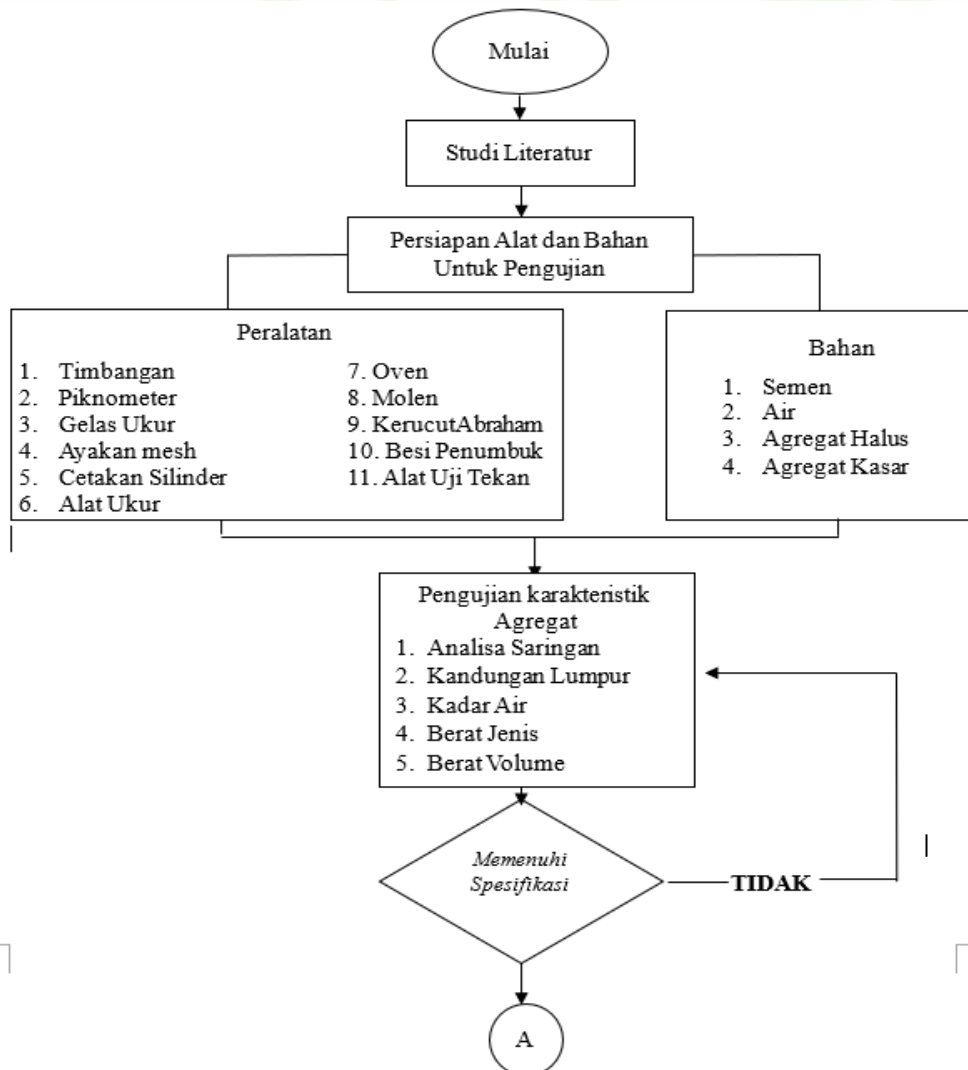 Mulai
Studi Literatur
Persiapan Alat dan Bahan
Untuk Pengujian
Peralatan
1. Timbangan
2. Piknometer
3. Gelas Ukur
4. Ayakan mesh
5. Cetakan Silinder
6. Alat Ukur
7. Oven
8. Molen
9. KerucutAbraham
10. Besi Penumbuk
11. Alat Uji Tekan
Bahan
1. Semen
2. Air
3. Agregat Halus
4. Agregat Kasar
Pengujian karakteristik
Agregat
1. Analisa Saringan
2. Kandungan Lumpur
3. Kadar Air
4. Berat Jenis
5. Berat Volume
Memenuhi
Spesifikasi
TIDAK
A